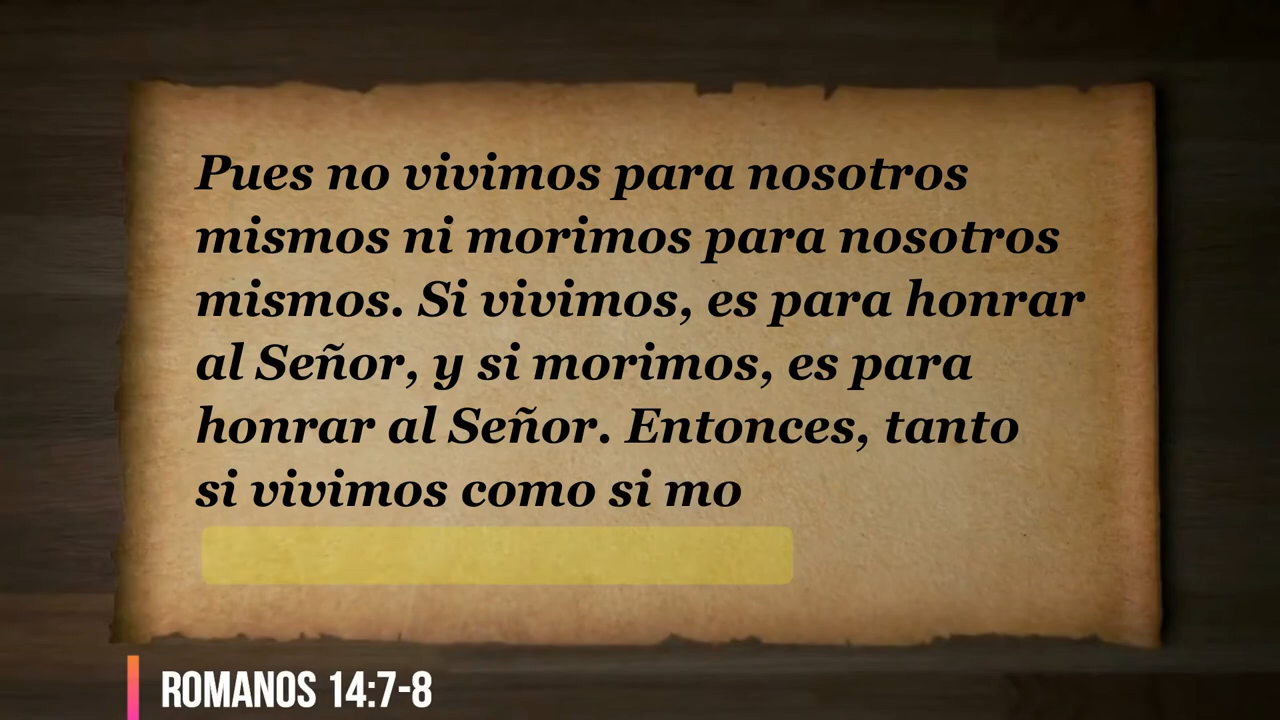 Pues no vivimos para nosotros
mismos ni morimos para nosotros
mismos. Si vivimos, es para honrar
al Señor, y si morimos, es para
honrar al Señor. Entonces, tanto
si vivimos como si mo
ROMANOS 14:7-8